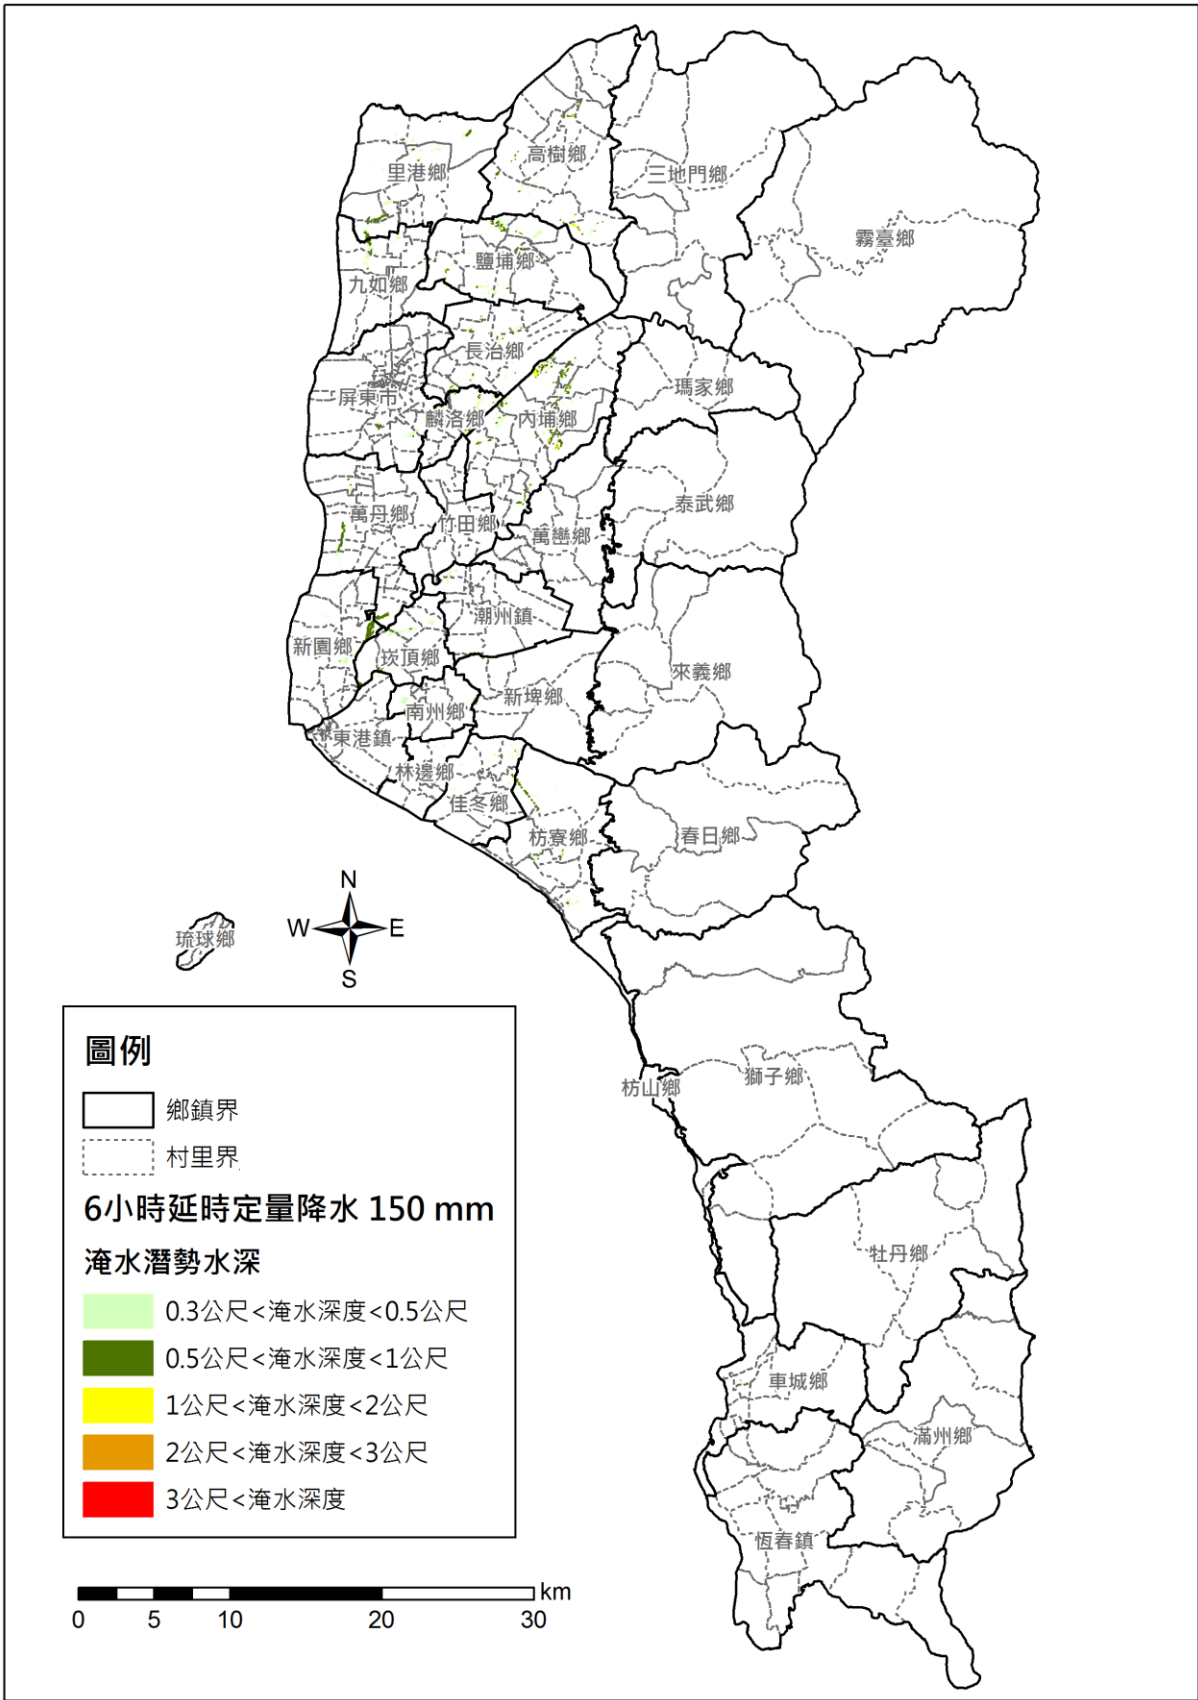 高樹鄉
里港鄉
三地門鄉
霧臺鄉
鹽埔鄉
九如鄉
長治鄉
瑪家鄉
屏東市
麟洛鄉
內埔鄉
泰武鄉
萬丹鄉
竹田鄉
萬巒鄉
潮州鎮
新園鄉
崁頂鄉
來義鄉
新埤鄉
南州鄉
東港鎮
林邊鄉
佳冬鄉
枋寮鄉
春日鄉
琉球鄉
N
W
E
S
獅子鄉
枋山鄉
牡丹鄉
車城鄉
滿州鄉
恆春鎮
圖例
鄉鎮界
村里界
6小時延時定量降水 150 mm
淹水潛勢水深
0.3公尺<淹水深度<0.5公尺
0.5公尺<淹水深度<1公尺
1公尺<淹水深度<2公尺
2公尺<淹水深度<3公尺
3公尺<淹水深度
km
0 5 10 20 30